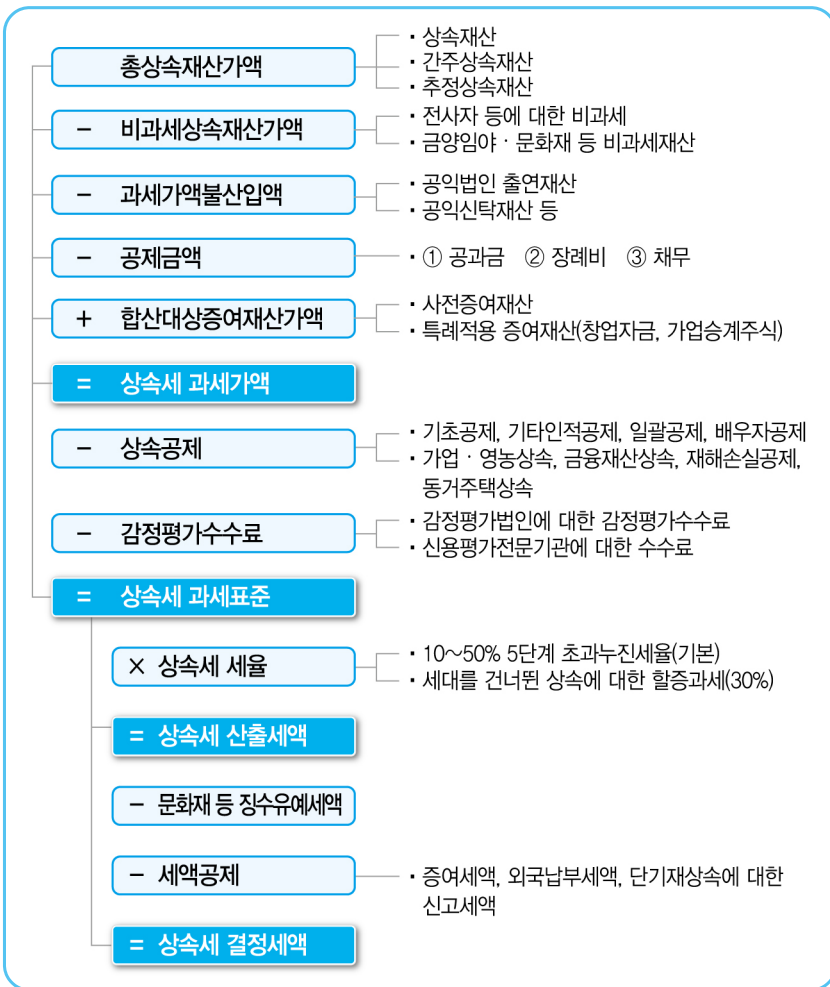 총상속재산가액
· 상속재산
· 간주상속재산
· 추정상속재산
− 비과세상속재산가액
· 전사자 등에 대한 비과세
· 금양임야 · 문화재 등 비과세재산
− 과세가액불산입액
· 공익법인 출연재산
· 공익신탁재산 등
− 공제금액
· ① 공과금 ② 장례비 ③ 채무
+ 합산대상증여재산가액
· 사전증여재산
· 특례적용 증여재산(창업자금, 가업승계주식)
= 상속세 과세가액
− 상속공제
· 기초공제, 기타인적공제, 일괄공제, 배우자공제
· 가업 · 영농상속, 금융재산상속, 재해손실공제,
동거주택상속
− 감정평가수수료
· 감정평가법인에 대한 감정평가수수료
· 신용평가전문기관에 대한 수수료
= 상속세 과세표준
× 상속세 세율
· 10～50% 5단계 초과누진세율(기본)
· 세대를 건너뛴 상속에 대한 할증과세(30%)
= 상속세 산출세액
− 문화재 등 징수유예세액
− 세액공제
· 증여세액, 외국납부세액, 단기재상속에 대한
신고세액
= 상속세 결정세액